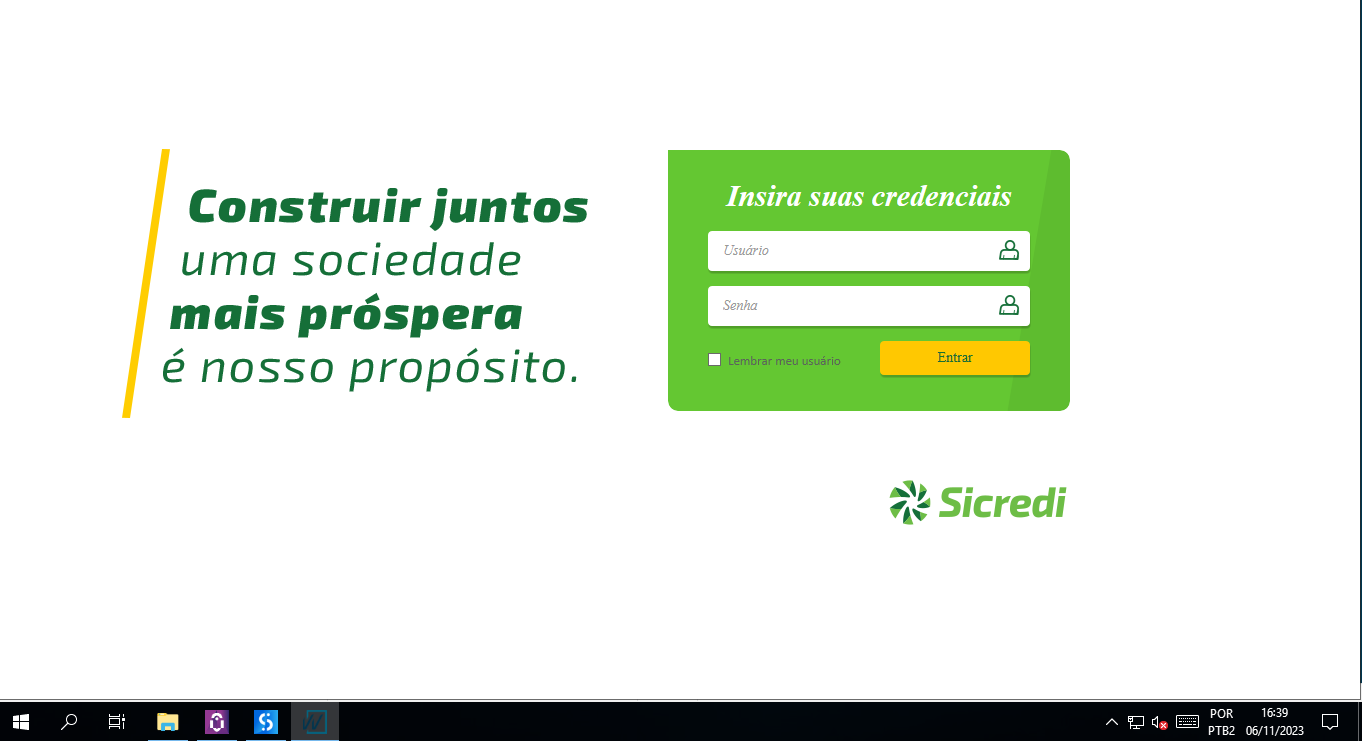 Construir juntos
uma sociedade
mais próspera
é nosso propósito.
Insira suas credenciais
Usuário
Senha
Lembrar meu usuário
Entrar
Sicredi
POR
PTB2
16:39
06/11/2023